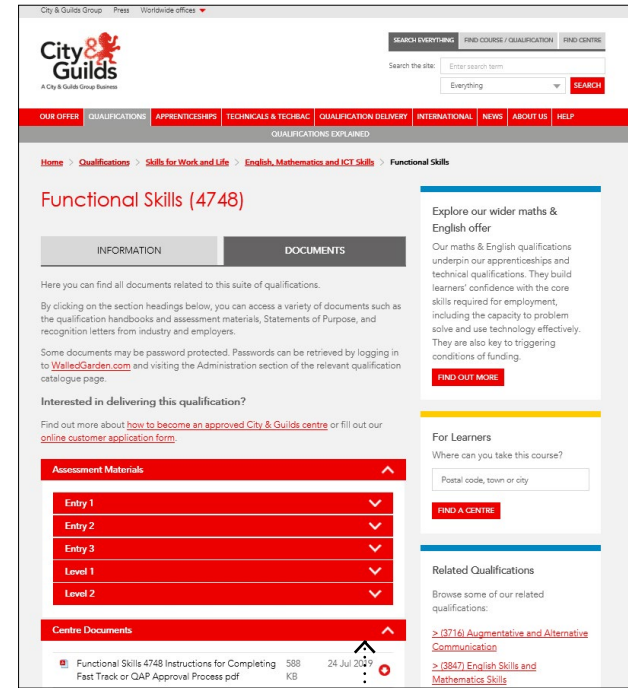 City & Guilds Group Press Worldwide offices
City&
Guilds
A City & Guilds Group Business
SEARCH EVERYTHING FIND COURSE / QUALIFICATION FIND CENTRE
Search the site: Enter search term
Everything SEARCH
OUR OFFER QUALIFICATIONS APPRENTICESHIPS TECHNICALS & TECHBAC QUALIFICATION DELIVERY INTERNATIONAL NEWS ABOUT US HELP
QUALIFICATIONS EXPLAINED
Home > Qualifications > Skills for Work and Life > English, Mathematics and ICT Skills > Functional Skills
Functional Skills (4748)
INFORMATION DOCUMENTS
Here you can find all documents related to this suite of qualifications.
By clicking on the section headings below, you can access a variety of documents such as
the qualification handbooks and assessment materials, Statements of Purpose, and
recognition letters from industry and employers.
Some documents may be password protected. Passwords can be retrieved by logging in
to WalledGarden.com and visiting the Administration section of the relevant qualification
catalogue page.
Interested in delivering this qualification?
Find out more about how to become an approved City & Guilds centre or fill out our
online customer application form.
Assessment Materials
Entry 1
Entry 2
Entry 3
Level 1
Level 2
Centre Documents
Functional Skills 4748 Instructions for Completing 588 24 Jul 2019
Fast Track or QAP Approval Process pdf KB
Explore our wider maths &
English offer
Our maths & English qualifications
underpin our apprenticeships and
technical qualifications. They build
learners' confidence with the core
skills required for employment,
including the capacity to problem
solve and use technology effectively.
They are also key to triggering
conditions of funding.
FIND OUT MORE
For Learners
Where can you take this course?
Postal code, town or city
FIND A CENTRE
Related Qualifications
Browse some of our related
qualifications:
> (3716) Augmentative and Alternative
Communication
> (3847) English Skills and
Mathematics Skills